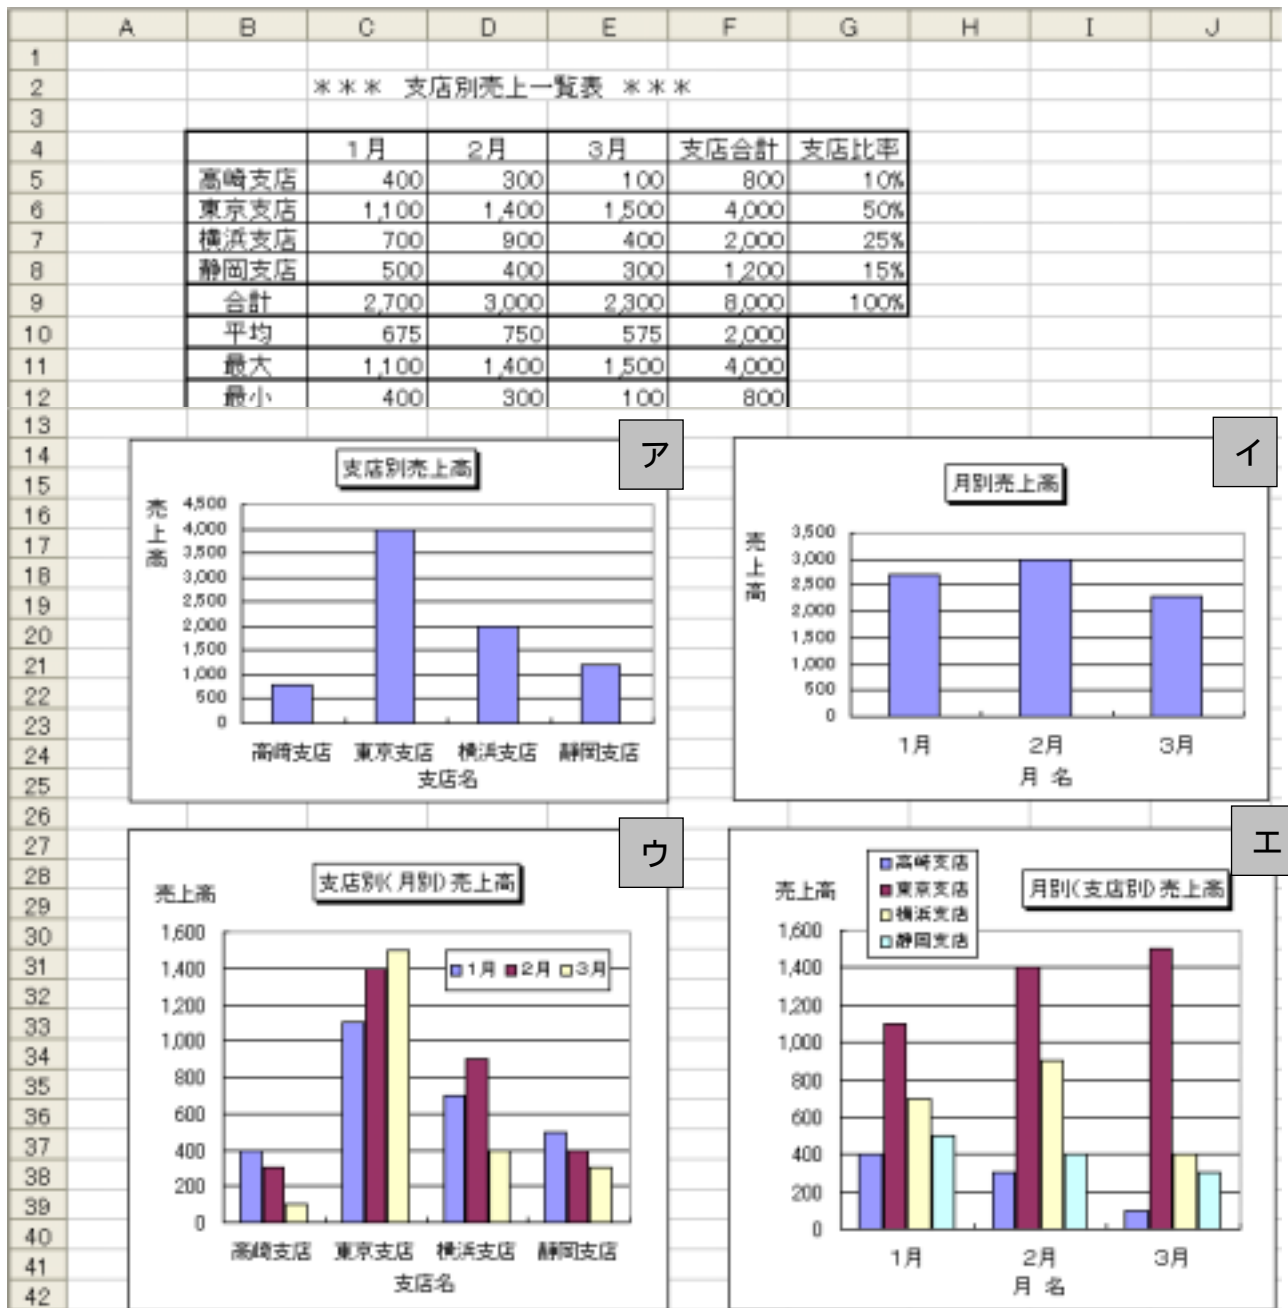 A B C D E F G H I J
1
2 ＊＊＊ 支店別売上一覧表 ＊＊＊
3
4 1月 2月 3月 支店合計 支店比率
5 高崎支店 400 300 100 800 10%
6 東京支店 1,100 1,400 1,500 4,000 50%
7 横浜支店 700 900 400 2,000 25%
8 静岡支店 500 400 300 1,200 15%
9 合計 2,700 3,000 2,300 8,000 100%
10 平均 675 750 575 2,000
11 最大 1,100 1,400 1,500 4,000
12 最小 400 300 100 800
13
14
15
16
17
18
19
20
21
22
23
24
25
26
27
28
29
30
31
32
33
34
35
36
37
38
39
40
41
42
ア
支店別売上高
売上高
4,500
4,000
3,500
3,000
2,500
2,000
1,500
1,000
500
0
高崎支店 東京支店 横浜支店 静岡支店
支店名
イ
月別売上高
売上高
3,500
3,000
2,500
2,000
1,500
1,000
500
0
1月 2月 3月
月 名
ウ
支店別(月別)売上高
売上高
1月 2月 3月
1,600
1,400
1,200
1,000
800
600
400
200
0
高崎支店 東京支店 横浜支店 静岡支店
支店名
エ
高崎支店
東京支店
横浜支店
静岡支店
月別(支店別)売上高
売上高
1,600
1,400
1,200
1,000
800
600
400
200
0
1月 2月 3月
月 名